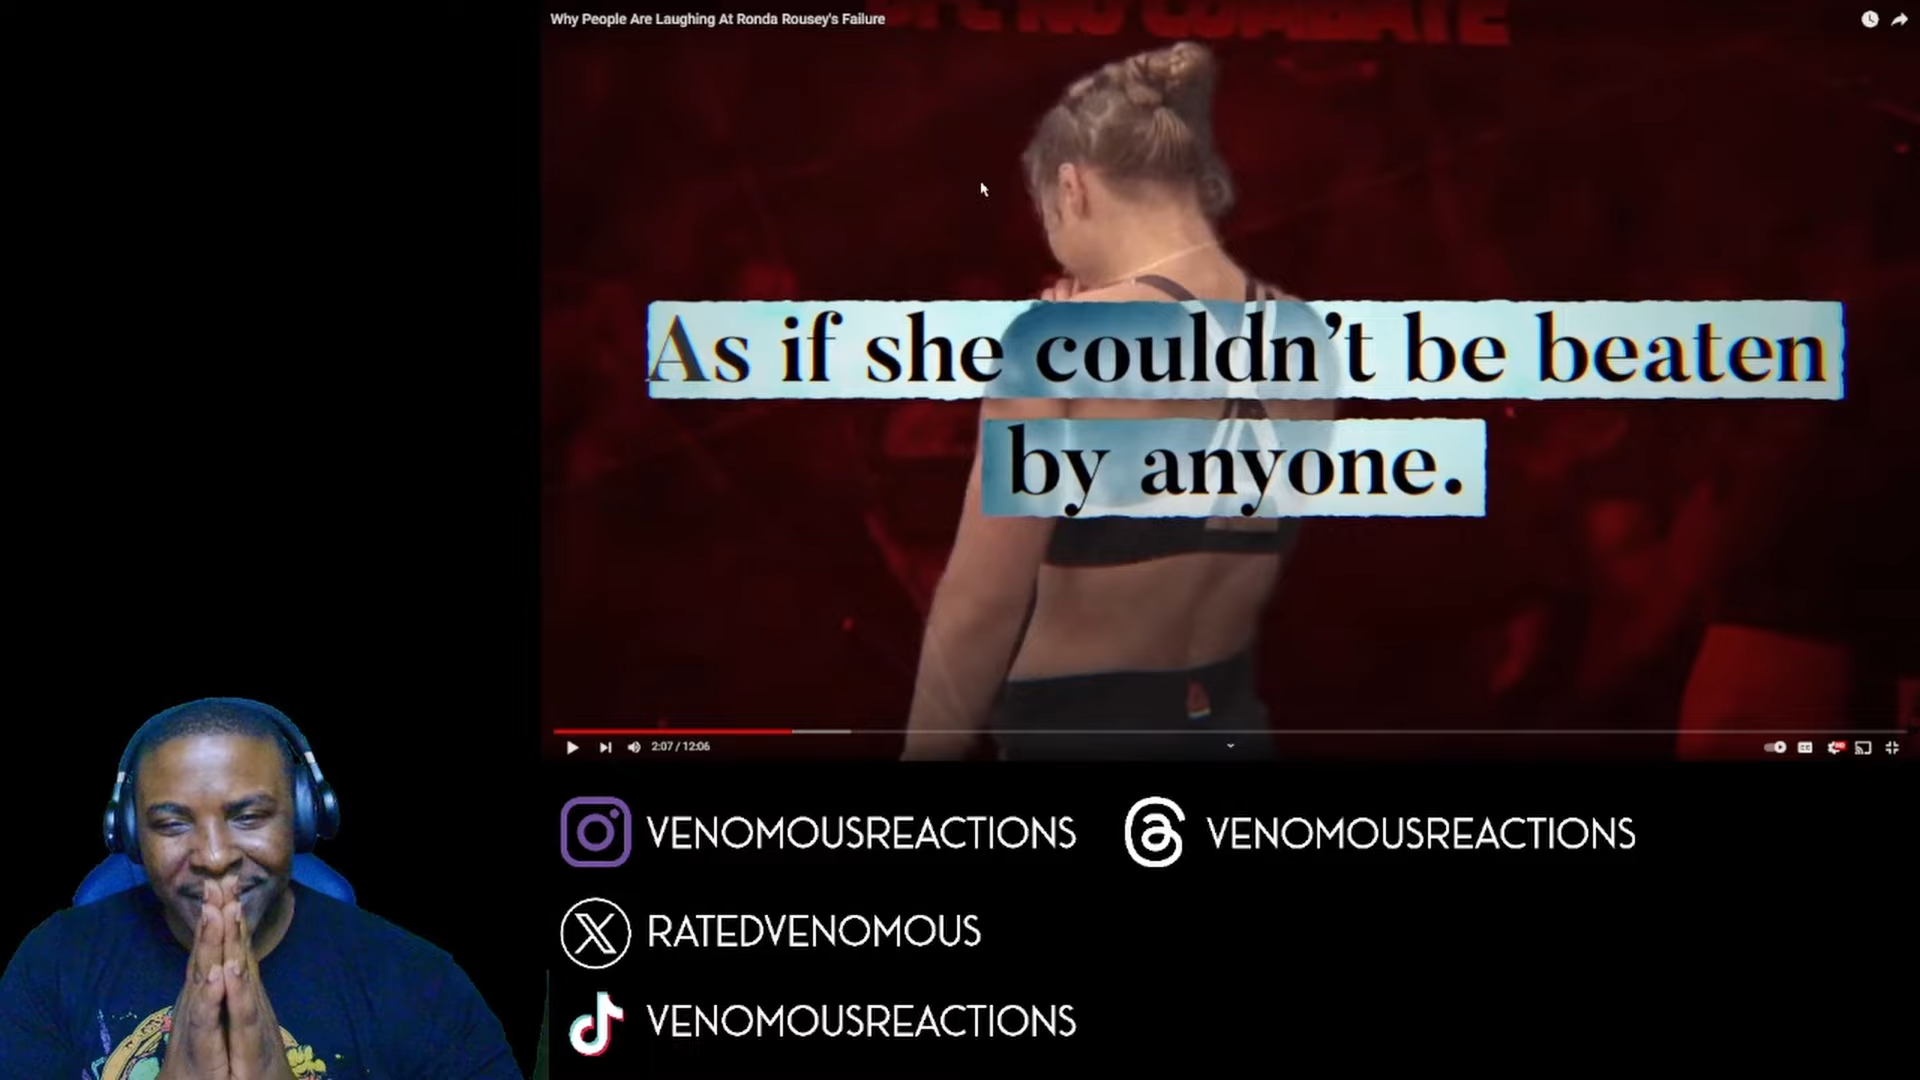 Why People Are Laughing At Ronda Rousey's Failure
As if she couldn't be beaten
by anyone.
2:07 / 12:06
VENOMOUSREACTIONS
VENOMOUSREACTIONS
RATEDVENOMOUS
VENOMOUSREACTIONS